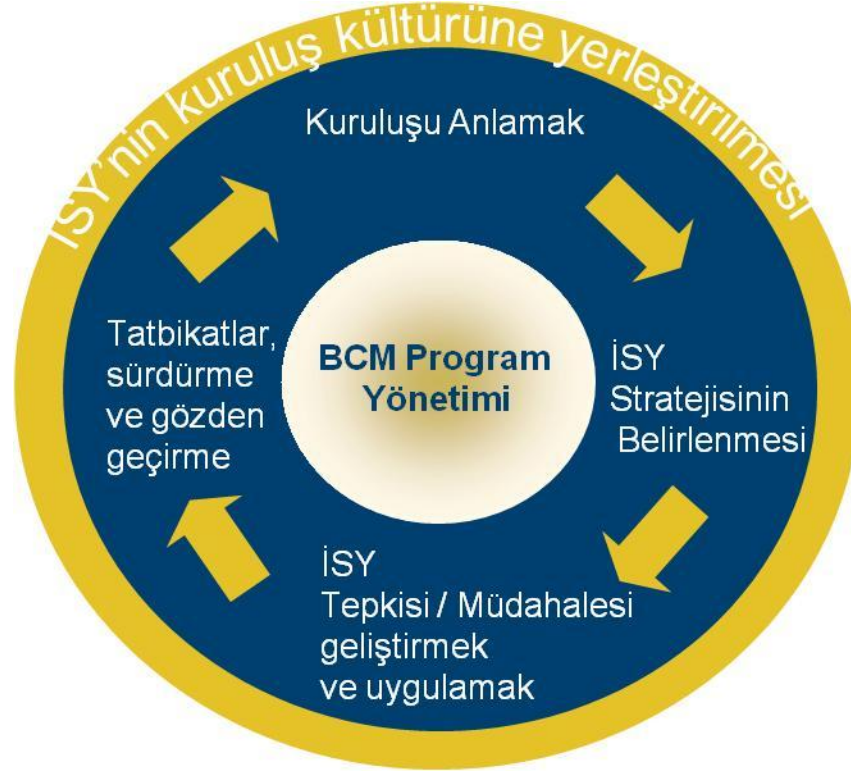 İSY'nin kuruluş kültürüne yerleştirilmesi
Kuruluşu Anlamak
İSY
Stratejisinin
Belirlenmesi
İSY
Tepkisi / Müdahalesi
geliştirmek
ve uygulamak
Tatbikatlar,
sürdürme
ve gözden
geçirme
BCM Program
Yönetimi